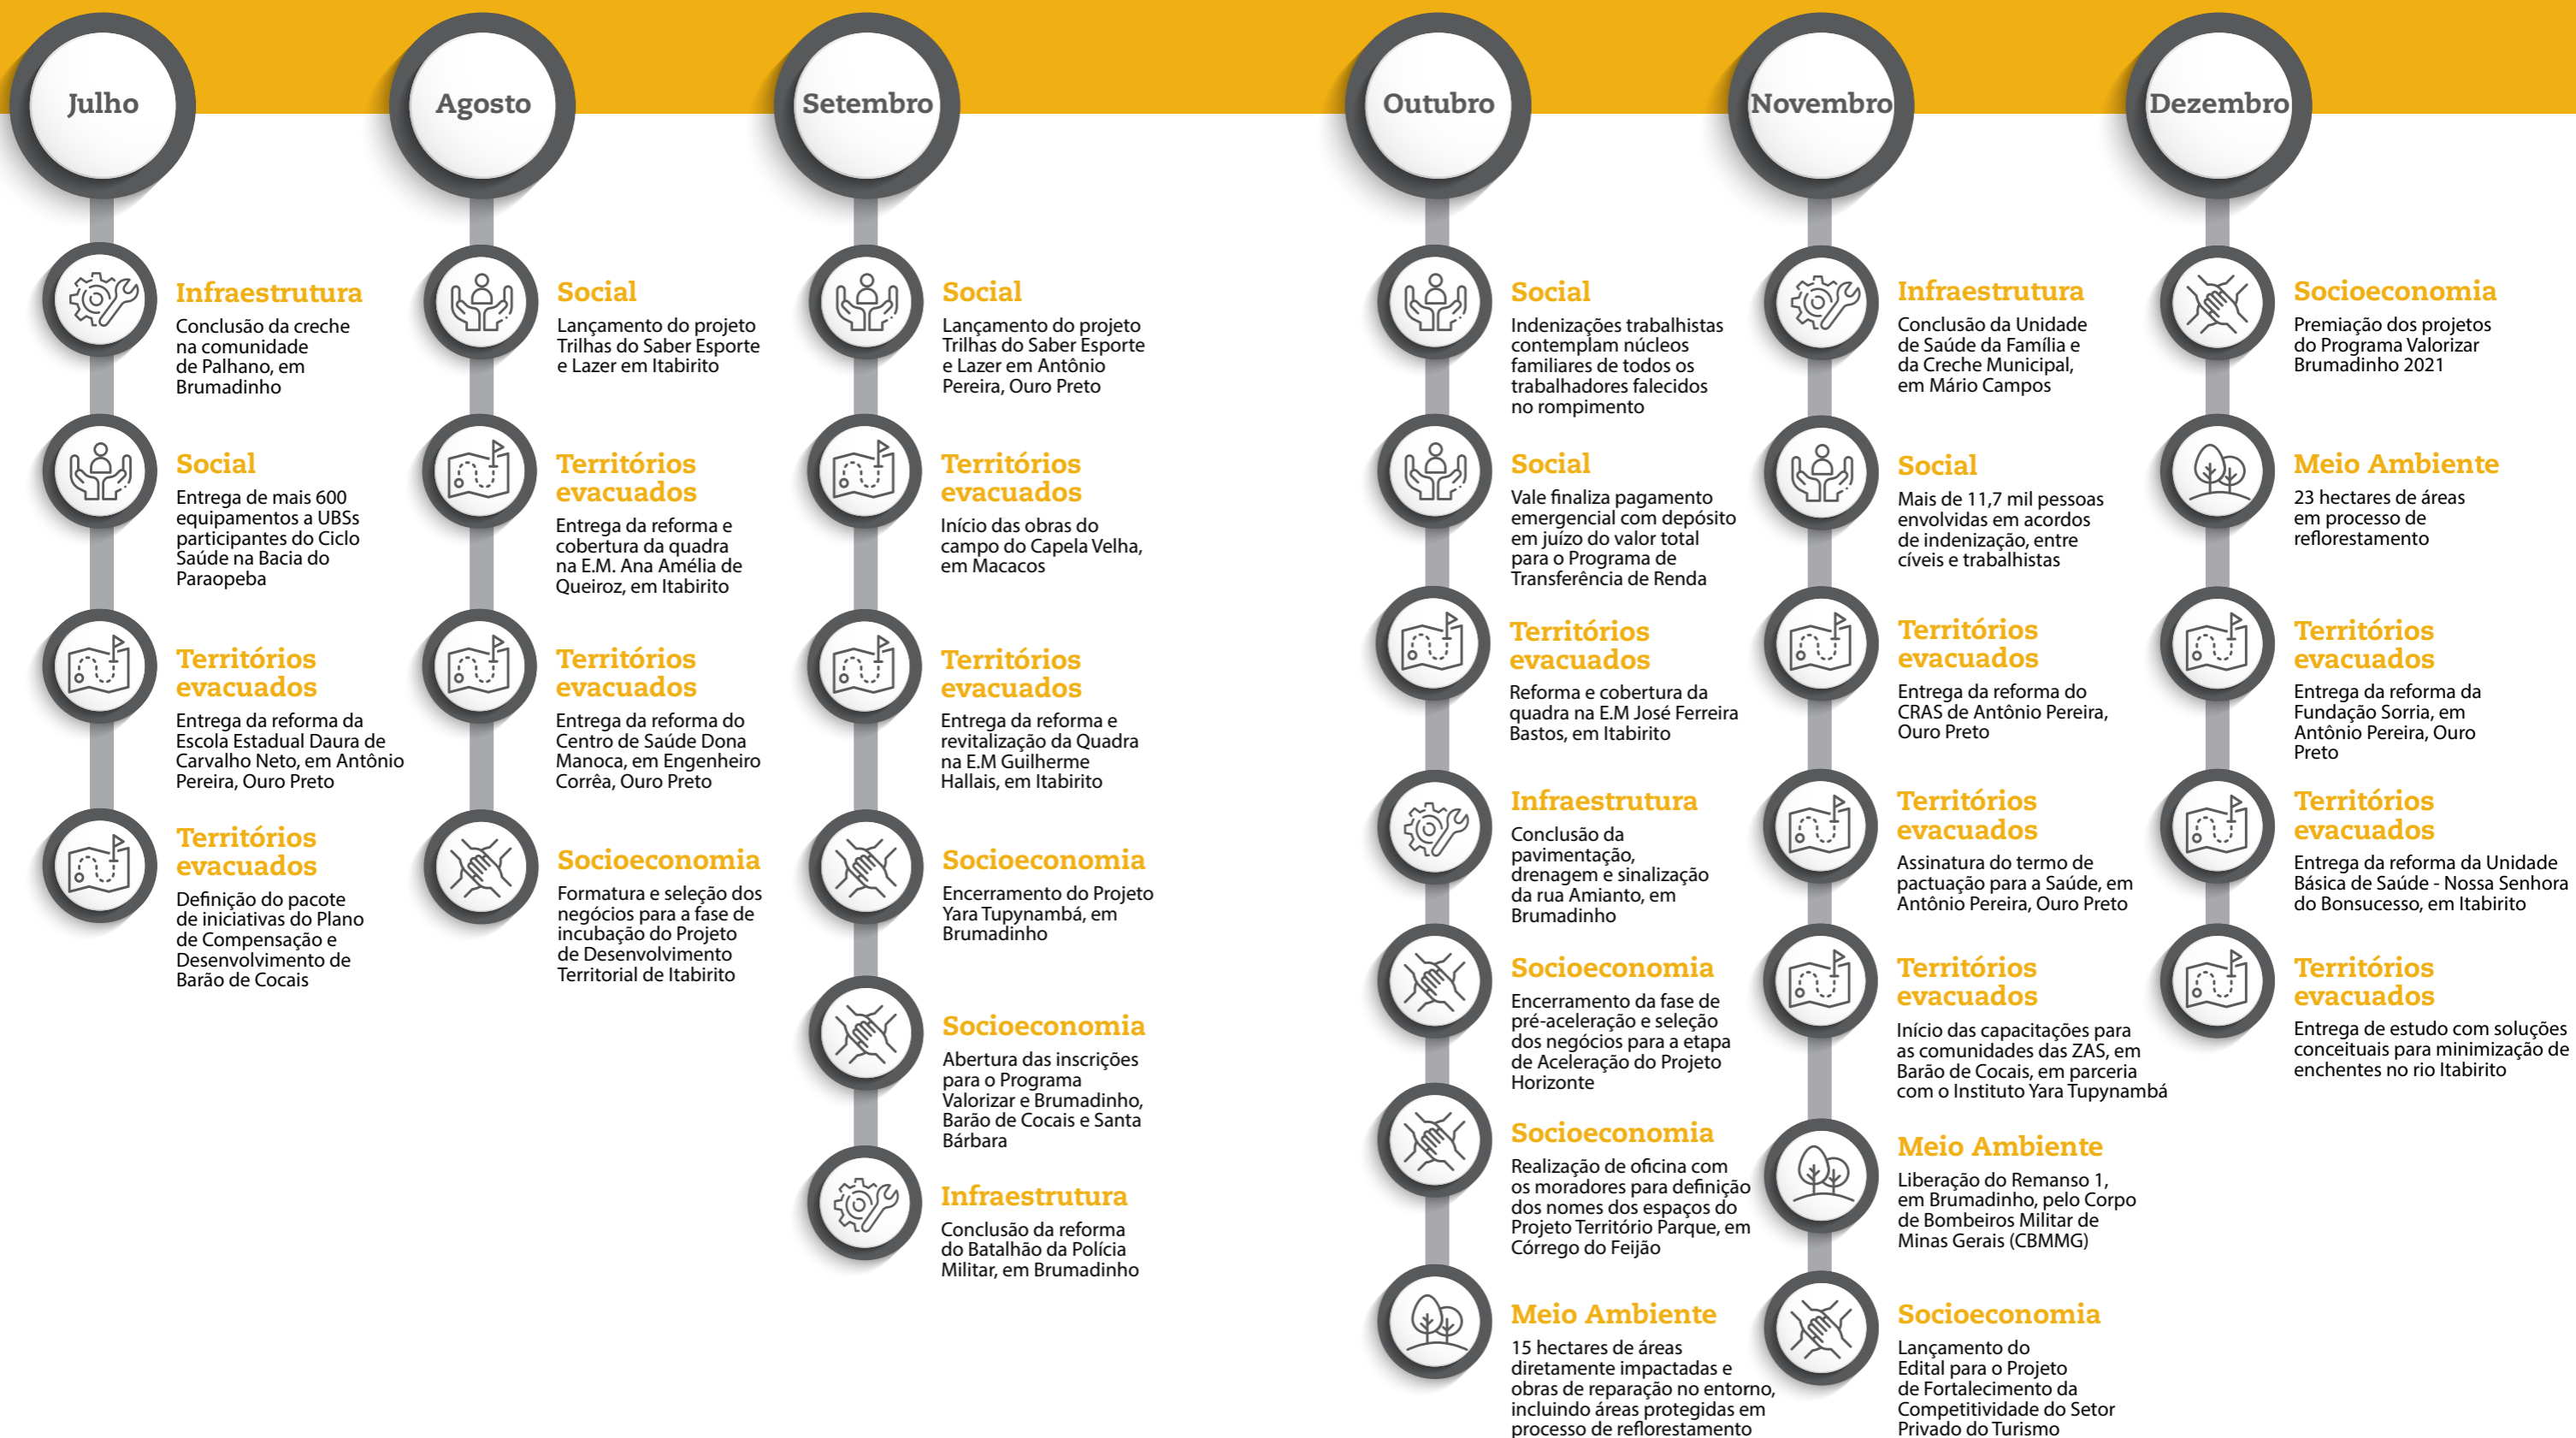 Julho
Infraestrutura
Conclusão da creche
na comunidade
de Palhano, em
Brumadinho
Social
Entrega de mais 600
equipamentos a UBSs
participantes do Ciclo
Saúde na Bacia do
Paraopeba
Territórios
evacuados
Entrega da reforma da
Escola Estadual Daura de
Carvalho Neto, em Antônio
Pereira, Ouro Preto
Territórios
evacuados
Definição do pacote
de iniciativas do Plano
de Compensação e
Desenvolvimento de
Barão de Cocais
Agosto
Social
Lançamento do projeto
Trilhas do Saber Esporte
e Lazer em Itabirito
Territórios
evacuados
Entrega da reforma e
cobertura da quadra
na E.M. Ana Amélia de
Queiroz, em Itabirito
Territórios
evacuados
Entrega da reforma do
Centro de Saúde Dona
Manoca, em Engenheiro
Corrêa, Ouro Preto
Socioeconomia
Formatura e seleção dos
negócios para a fase de
incubação do Projeto
de Desenvolvimento
Territorial de Itabirito
Setembro
Social
Lançamento do projeto
Trilhas do Saber Esporte
e Lazer em Antônio
Pereira, Ouro Preto
Territórios
evacuados
Início das obras do
campo do Capela Velha,
em Macacos
Territórios
evacuados
Entrega da reforma e
revitalização da Quadra
na E.M Guilherme
Hallais, em Itabirito
Socioeconomia
Encerramento do Projeto
Yara Tupynambá, em
Brumadinho
Socioeconomia
Abertura das inscrições
para o Programa
Valorizar e Brumadinho,
Barão de Cocais e Santa
Bárbara
Infraestrutura
Conclusão da reforma
do Batalhão da Polícia
Militar, em Brumadinho
Outubro
Social
Indenizações trabalhistas
contemplam núcleos
familiares de todos os
trabalhadores falecidos
no rompimento
Social
Vale finaliza pagamento
emergencial com depósito
em juízo do valor total
para o Programa de
Transferência de Renda
Territórios
evacuados
Reforma e cobertura da
quadra na E.M José Ferreira
Bastos, em Itabirito
Infraestrutura
Conclusão da
pavimentação,
drenagem e sinalização
da rua Amianto, em
Brumadinho
Socioeconomia
Encerramento da fase de
pré-aceleração e seleção
dos negócios para a etapa
de Aceleração do Projeto
Horizonte
Socioeconomia
Realização de oficina com
os moradores para definição
dos nomes dos espaços do
Projeto Território Parque, em
Córrego do Feijão
Meio Ambiente
15 hectares de áreas
diretamente impactadas e
obras de reparação no entorno,
incluindo áreas protegidas em
processo de reflorestamento
Novembro
Infraestrutura
Conclusão da Unidade
de Saúde da Família e
da Creche Municipal,
em Mário Campos
Social
Mais de 11,7 mil pessoas
envolvidas em acordos
de indenização, entre
cíveis e trabalhistas
Territórios
evacuados
Entrega da reforma do
CRAS de Antônio Pereira,
Ouro Preto
Territórios
evacuados
Assinatura do termo de
pactuação para a Saúde, em
Antônio Pereira, Ouro Preto
Territórios
evacuados
Início das capacitações para
as comunidades das ZAS, em
Barão de Cocais, em parceria
com o Instituto Yara Tupynambá
Meio Ambiente
Liberação do Remanso 1,
em Brumadinho, pelo Corpo
de Bombeiros Militar de
Minas Gerais (CBMMG)
Socioeconomia
Lançamento do
Edital para o Projeto
de Fortalecimento da
Competitividade do Setor
Privado do Turismo
Dezembro
Socioeconomia
Premiação dos projetos
do Programa Valorizar
Brumadinho 2021
Meio Ambiente
23 hectares de áreas
em processo de
reflorestamento
Territórios
evacuados
Entrega da reforma da
Fundação Sorria, em
Antônio Pereira, Ouro
Preto
Territórios
evacuados
Entrega da reforma da Unidade
Básica de Saúde - Nossa Senhora
do Bonsucesso, em Itabirito
Territórios
evacuados
Entrega de estudo com soluções
conceituais para minimização de
enchentes no rio Itabirito